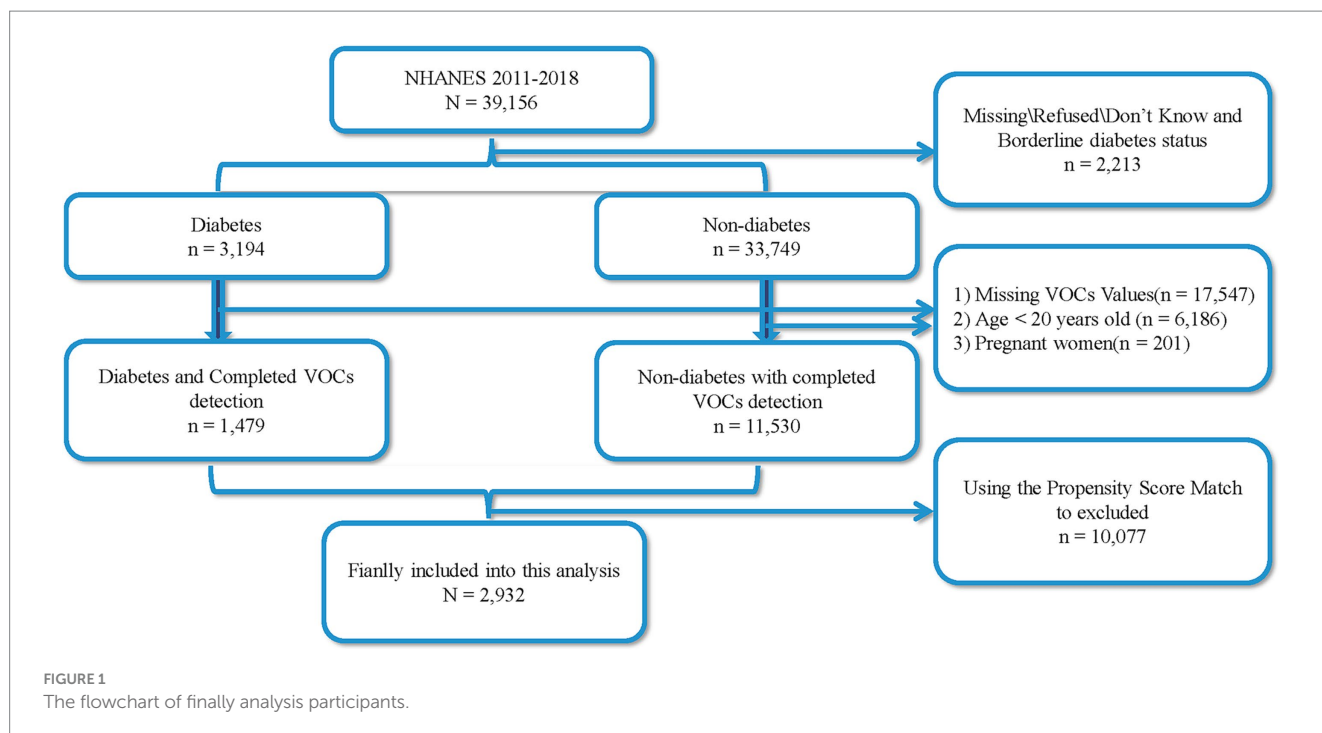 NHANES 2011-2018
N = 39,156
Missing\Refused\Don’t Know and
Borderline diabetes status
n = 2,213
Diabetes
n = 3,194
Non-diabetes
n = 33,749
1) Missing VOCs Values(n = 17,547)
2) Age < 20 years old (n = 6,186)
3) Pregnant women(n = 201)
Diabetes and Completed VOCs
detection
n = 1,479
Non-diabetes with completed
VOCs detection
n = 11,530
Using the Propensity Score Match
to excluded
n = 10,077
Fianlly included into this analysis
N = 2,932
FIGURE 1
The flowchart of finally analysis participants.